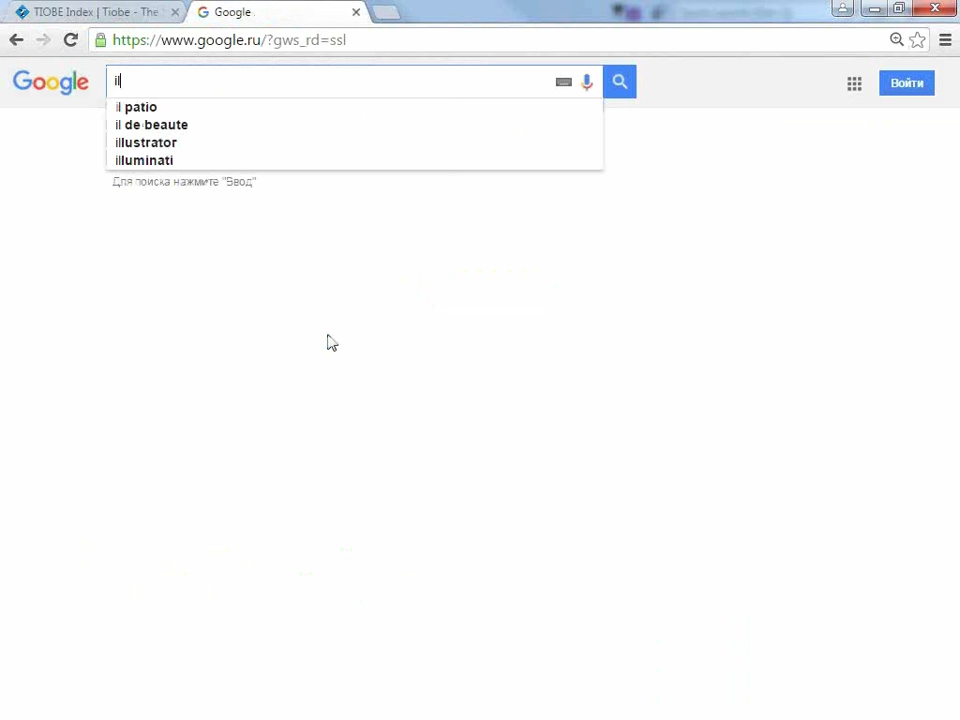 TIOBE Index | Tiobe - The
Google
https://www.google.ru/?gws_rd=ssl
Google
il
Войти
il patio
il de beaute
illustrator
illuminati
Для поиска нажмите "Ввод"